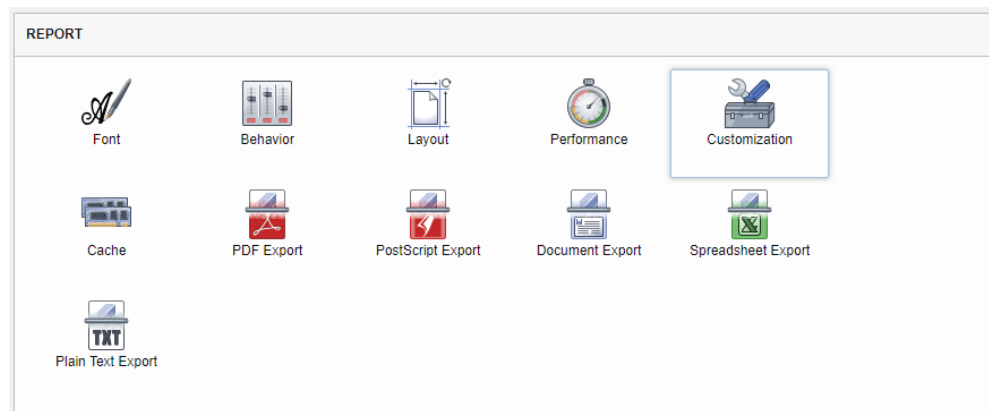 REPORT
Font
Behavior
Layout
Performance
Customization
Cache
PDF Export
PostScript Export
Document Export
Spreadsheet Export
TXT
Plain Text Export